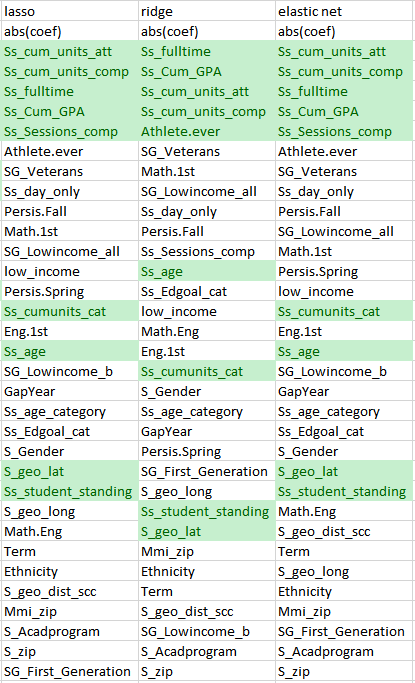 lasso ridge elastic net
abs(coef) abs(coef) abs(coef)
Ss_cum_units_att Ss_fulltime Ss_cum_units_att
Ss_cum_units_comp Ss_Cum_GPA Ss_cum_units_comp
Ss_fulltime Ss_cum_units_att Ss_fulltime
Ss_Cum_GPA Ss_cum_units_comp Ss_Cum_GPA
Ss_Sessions_comp Athlete.ever Ss_Sessions_comp
Athlete.ever SG_Veterans Athlete.ever
SG_Veterans Math.1st SG_Veterans
Ss_day_only SG_Lowincome_all Ss_day_only
Persis.Fall Ss_day_only Persis.Fall
Math.1st Persis.Fall SG_Lowincome_all
SG_Lowincome_all Ss_Sessions_comp Math.1st
low_income Ss_age Persis.Spring
Persis.Spring Ss_Edgoal_cat low_income
Ss_cumunits_cat low_income Ss_cumunits_cat
Eng.1st Math.Eng Eng.1st
Ss_age Eng.1st Ss_age
SG_Lowincome_b Ss_cumunits_cat SG_Lowincome_b
GapYear S_Gender GapYear
Ss_age_category Ss_age_category Ss_age_category
Ss_Edgoal_cat GapYear Ss_Edgoal_cat
S_Gender Persis.Spring S_Gender
S_geo_lat SG_First_Generation S_geo_lat
Ss_student_standing S_geo_long Ss_student_standing
S_geo_long Ss_student_standing Math.Eng
Math.Eng S_geo_lat S_geo_dist_scc
Term Mmi_zip Term
Ethnicity Ethnicity S_geo_long
S_geo_dist_scc Term Ethnicity
Mmi_zip S_geo_dist_scc Mmi_zip
S_Acadprogram SG_Lowincome_b SG_First_Generation
S_zip S_Acadprogram S_Acadprogram
SG_First_Generation S_zip S_zip